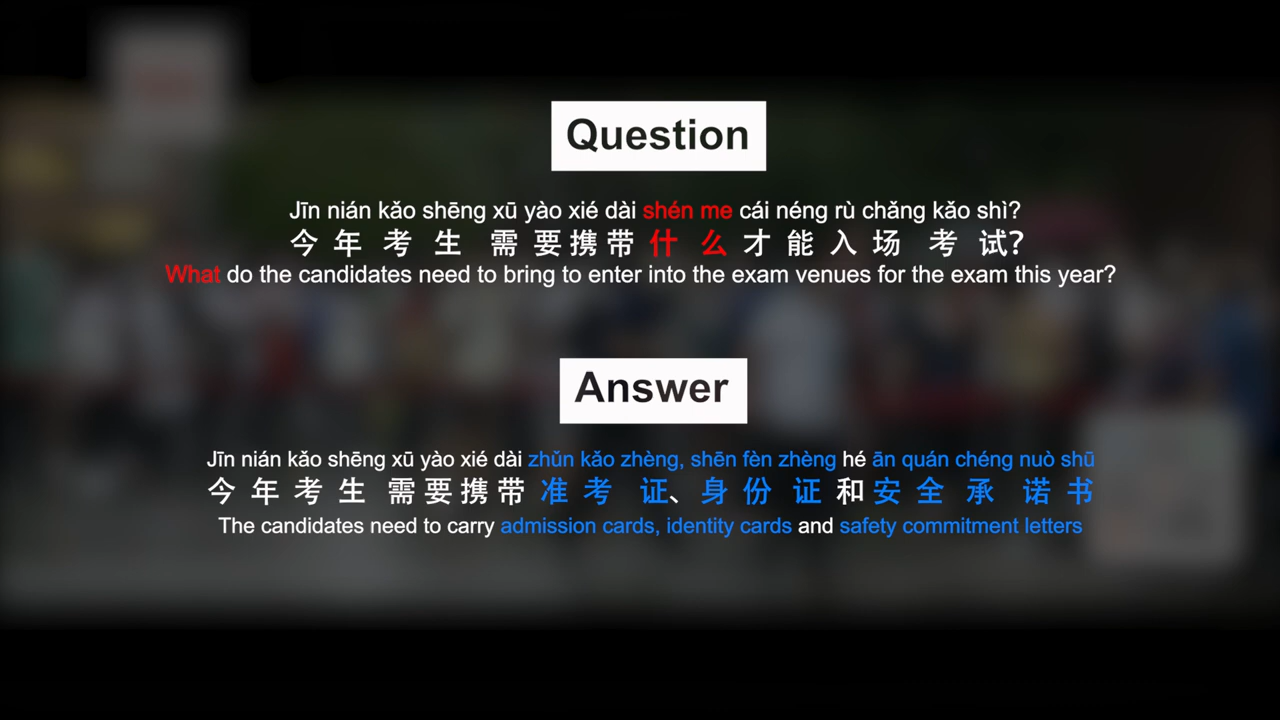 Question
Jīn nián kǎo shēng xū yào xié dài shén me cái néng rù chǎng kǎo shì?
今年考生需要携带什么才能入场考试?
What do the candidates need to bring to enter into the exam venues for the exam this year?
Answer
Jīn nián kǎo shēng xū yào xié dài zhǔn kǎo zhèng, shēn fèn zhèng hé ān quán chéng nuò shū
今年考生需要携带准考证、身份证和安全承诺书
The candidates need to carry admission cards, identity cards and safety commitment letters